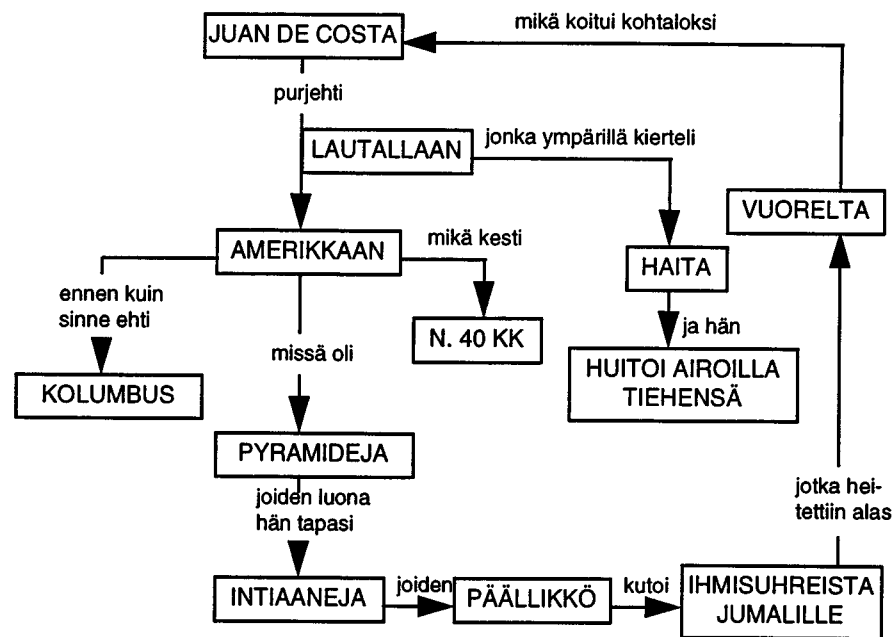 JUAN DE COSTA
mikä koitui kohtaloksi
purjehti
LAUTALLAAN
jonka ympärillä kierteli
VUORELTA
AMERIKKAAN
mikä kesti
HAITA
ennen kuin
sinne ehti
missä oli
N. 40 KK
ja hän
KOLUMBUS
HUITOI AIROILLA
TIEHENSÄ
PYRAMIDEJA
joiden luona
hän tapasi
jotka hei-
tettiin alas
INTIAANEJA
joiden
PÄÄLLIKKÖ
kutoi
IHMISUHREISTA
JUMALILLE